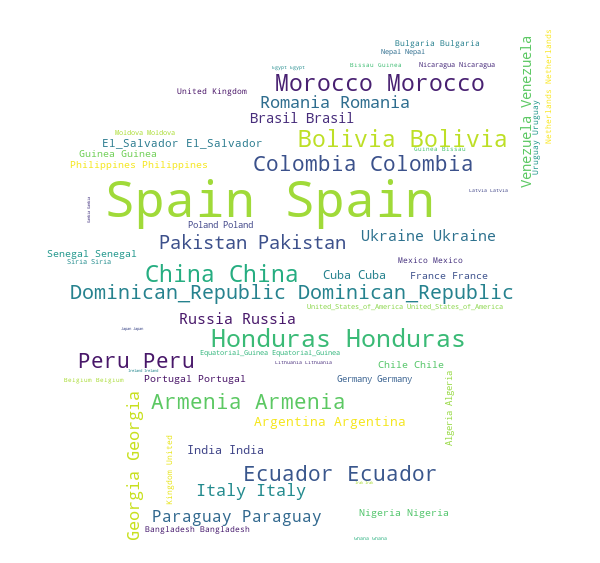 Bulgaria Bulgaria
Nepal Nepal
Egypt Egypt
Bissau Guinea
Nicaragua Nicaragua
Morocco Morocco
United Kingdom
Romania Romania
Brasil Brasil
Venezuela Venezuela
Uruguay Uruguay
Netherlands Netherlands
Moldova Moldova
El_Salvador El_Salvador
Bolivia Bolivia
Guinea Bissau
Guinea Guinea
Philippines Philippines
Colombia Colombia
Latvia Latvia
Spain Spain
Poland Poland
Pakistan Pakistan
Ukraine Ukraine
Senegal Senegal
Siria Siria
Mexico Mexico
China China
Cuba Cuba
France France
Dominican_Republic Dominican_Republic
United_States_of_America United_States_of_America
Russia Russia
Japan Japan
Honduras Honduras
Equatorial_Guinea Equatorial_Guinea
Peru Peru
Lithuania Lithuania
Chile Chile
Ireland Ireland
Belgium Belgium
Portugal Portugal
Germany Germany
Algeria Algeria
Georgia Georgia
Armenia Armenia
Argentina Argentina
Kingdom United
India India
Ecuador Ecuador
Italy Italy
Paraguay Paraguay
Nigeria Nigeria
Bangladesh Bangladesh
Ghana Ghana